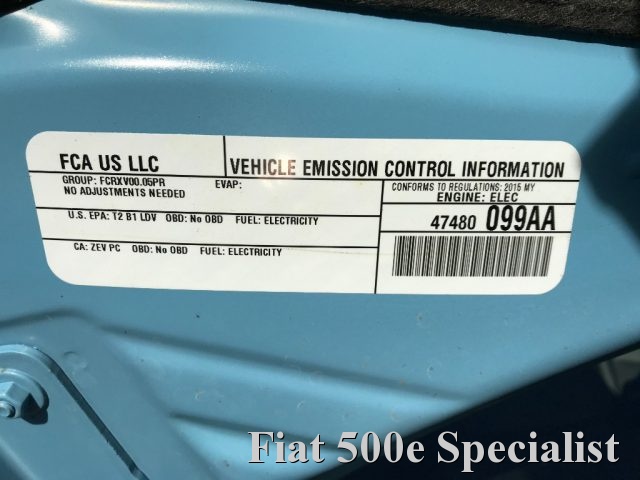 FCA US LLC
VEHICLE EMISSION CONTROL INFORMATION
GROUP: FCRXV00.05PR
EVAP:
NO ADJUSTMENTS NEEDED
CONFORMS TO REGULATIONS: 2015 MY
ENGINE: ELEC
U.S. EPA: T2 B1 LDV OBD: No OBD FUEL: ELECTRICITY
47480 099AA
CA: ZEV PC OBD: No OBD FUEL: ELECTRICITY
Fiat 500e Specialist